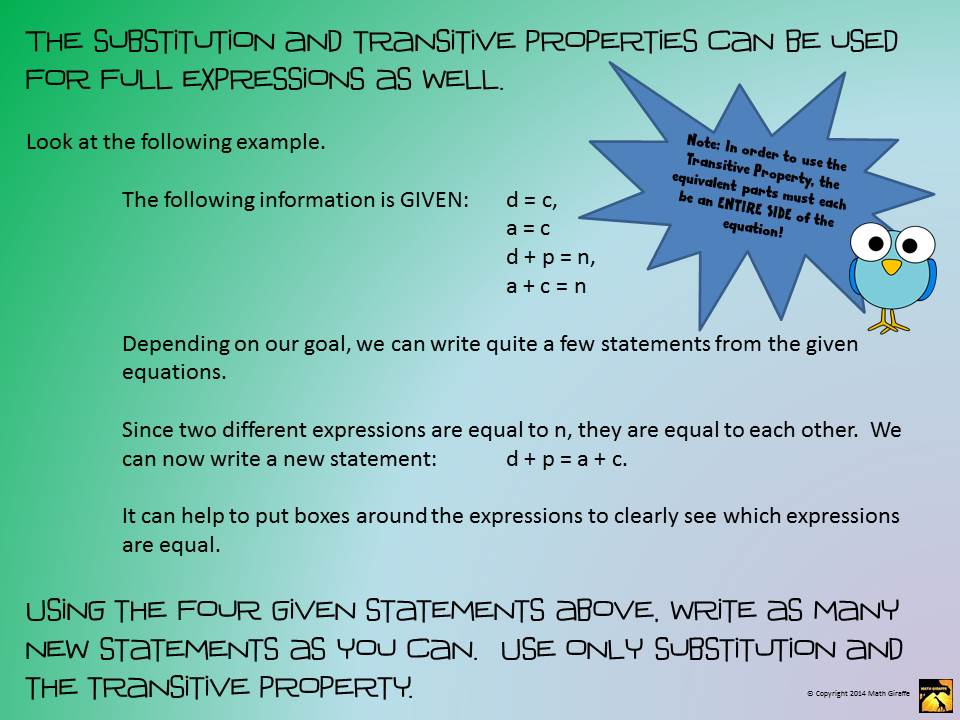 THE SUBSTITUTION AND TRANSITIVE PROPERTIES CAN BE USED
FOR FULL EXPRESSIONS AS WELL.
Look at the following example.
The following information is GIVEN: d = c,
a = c
d + p = n,
a + c = n
Note: In order to use the
Transitive Property, the
equivalent parts must each
be an ENTIRE SIDE of the
equation!
Depending on our goal, we can write quite a few statements from the given
equations.
Since two different expressions are equal to n, they are equal to each other. We
can now write a new statement: d + p = a + c.
It can help to put boxes around the expressions to clearly see which expressions
are equal.
USING THE FOUR GIVEN STATEMENTS ABOVE, WRITE AS MANY
NEW STATEMENTS AS YOU CAN. USE ONLY SUBSTITUTION AND
THE TRANSITIVE PROPERTY.
© Copyright 2014 Math Giraffe
MATH GIRAFFE